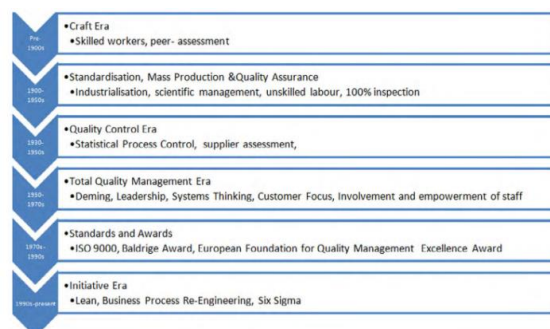 Pre-
1900s
•Craft Era
•Skilled workers, peer- assessment
1900-
•Standardisation, Mass Production &Quality Assurance
•Industrialisation, scientific management, unskilled labour, 100% inspection
1950s
•Quality Control Era
•Statistical Process Control, supplier assessment,
1950-
1970s
•Total Quality Management Era
•Deming, Leadership, Systems Thinking, Customer Focus, Involvement and empowerment of staff
1970s -
1990s
•Standards and Awards
•ISO 9000, Baldrige Award, European Foundation for Quality Management Excellence Award
1990s-present
•Initiative Era
•Lean, Business Process Re-Engineering, Six Sigma